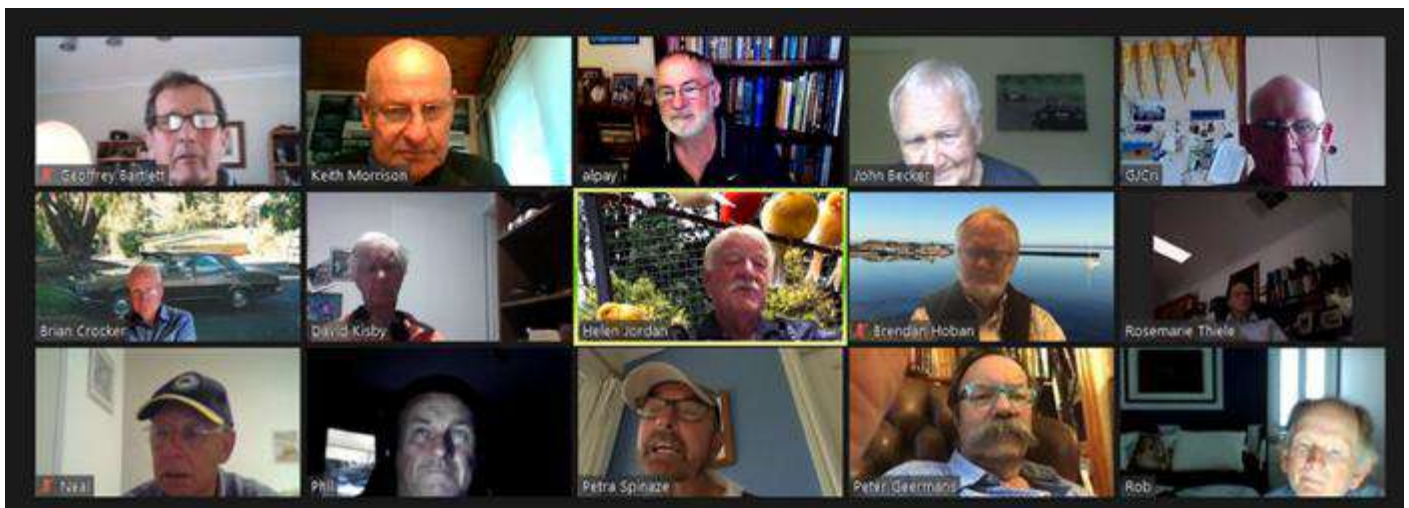 Geoffrey Bartlett
Keith Morrison
alpay
John Becker
GJCri
Brian Crocker
David Kisby
Helen Jordan
Brendan Hoban
Rosemarie Thiele
Neal
Phil
Petra Spinaze
Peter Geermans
Rob